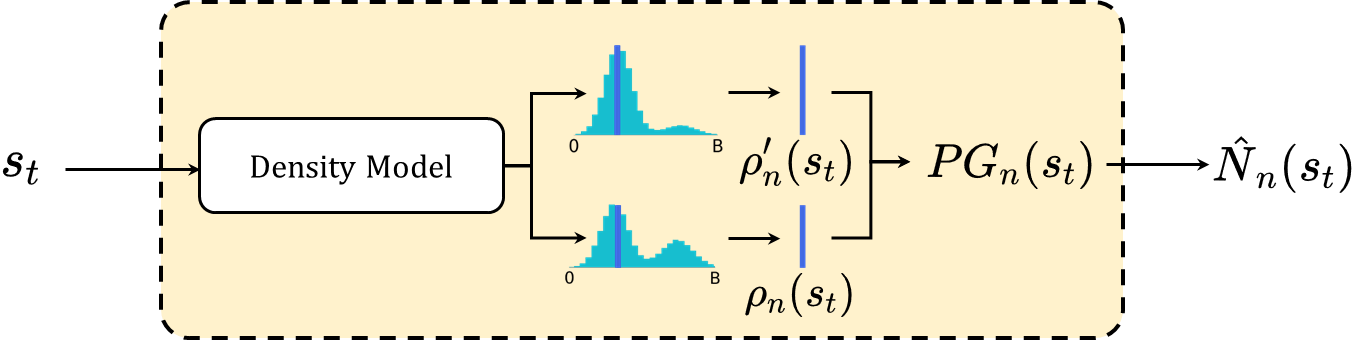 s_t
Density Model
0 B
ρ′_n(s_t)
0 B
ρ_n(s_t)
PG_n(s_t)
N̂_n(s_t)